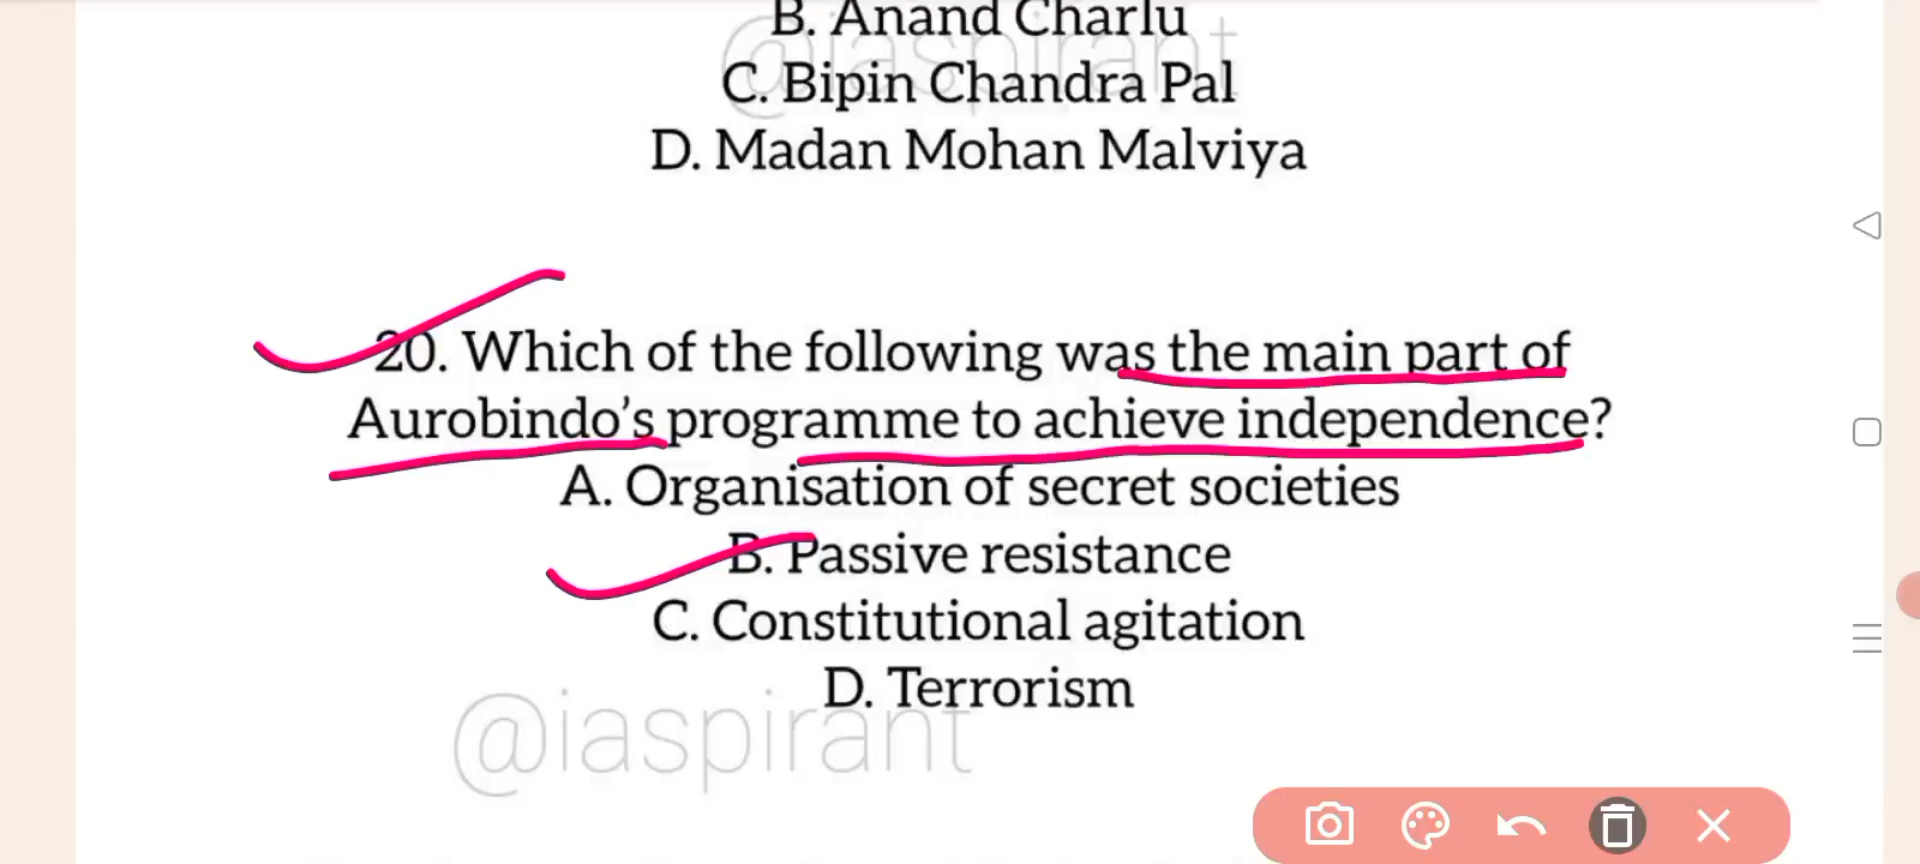 B. Anand Charlu
C. Bipin Chandra Pal
D. Madan Mohan Malviya
20. Which of the following was the main part of
Aurobindo’s programme to achieve independence?
A. Organisation of secret societies
B. Passive resistance
C. Constitutional agitation
D. Terrorism
@iaspirant